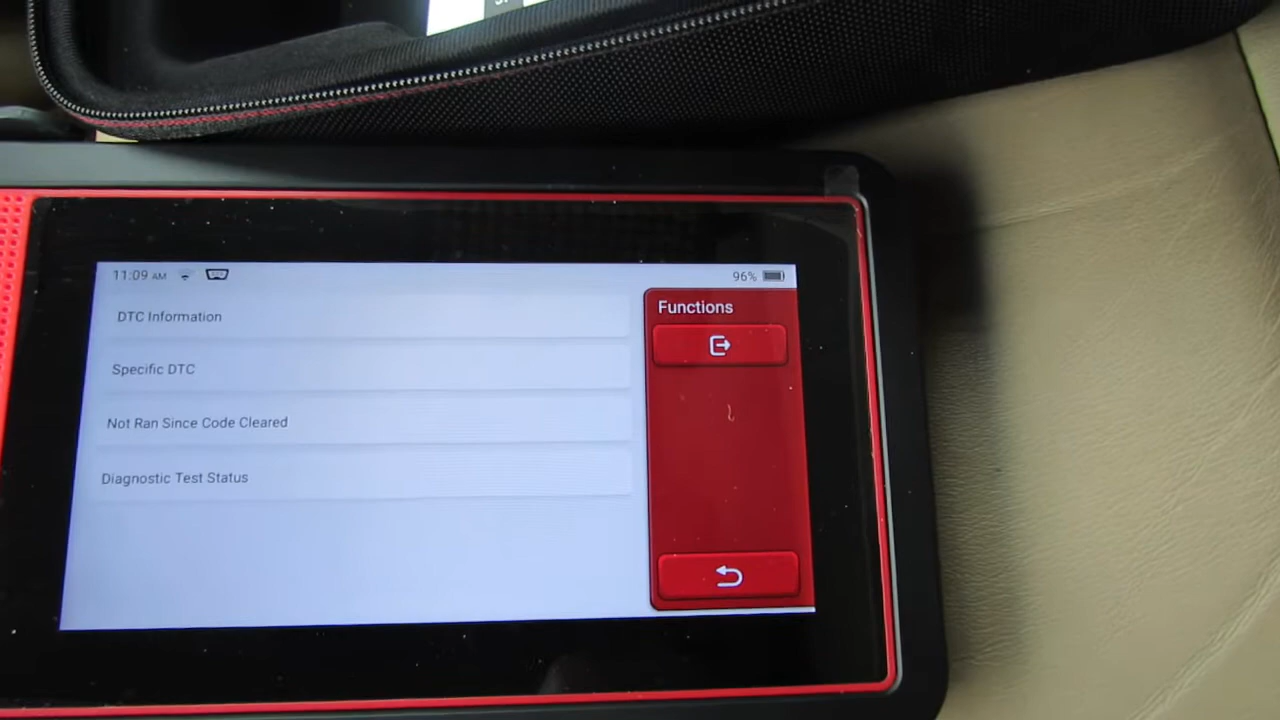 11:09 AM
96%
DTC Information
Functions
Specific DTC
Not Ran Since Code Cleared
Diagnostic Test Status